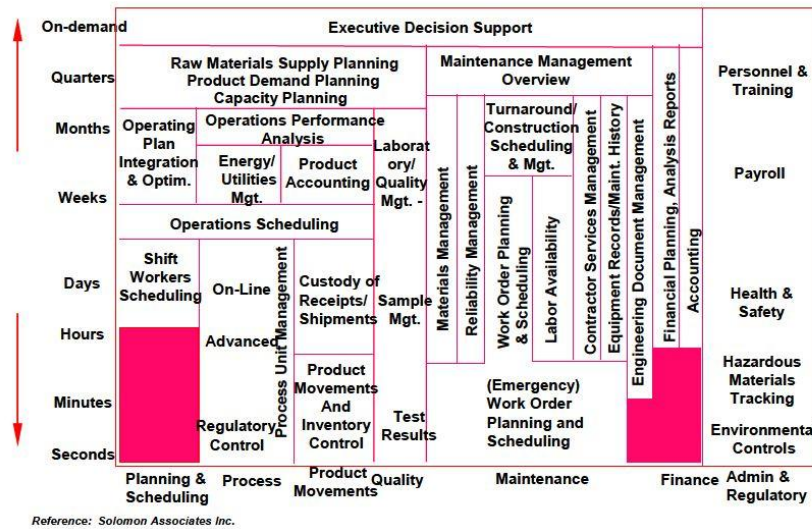 On-demand
Executive Decision Support
Quarters
Raw Materials Supply Planning
Product Demand Planning
Capacity Planning
Maintenance Management
Overview
Personnel &
Training
Months
Operating
Plan
Integration
& Optim.
Operations Performance
Analysis
Energy/
Utilities
Mgt.
Product
Accounting
Laborat
ory/
Quality
Mgt. -
Turnaround/
Construction
Scheduling
& Mgt.
Payroll
Weeks
Operations Scheduling
Materials Management
Reliability Management
Work Order Planning
& Scheduling
Labor Availability
Contractor Services Management
Equipment Records/Maint. History
Engineering Document Management
Financial Planning, Analysis Reports
Accounting
Days
Shift
Workers
Scheduling
On-Line
Process Unit Management
Custody of
Receipts/
Shipments
Sample
Mgt.
Health &
Safety
Hours
Advanced
Hazardous
Materials
Tracking
Minutes
Product
Movements
And
Inventory
Control
(Emergency)
Work Order
Planning and
Scheduling
Regulatory
Control
Test
Results
Environmenta
Controls
Seconds
Planning &
Scheduling
Process
Product
Movements
Quality
Maintenance
Finance
Admin &
Regulatory
Reference: Solomon Associates Inc.